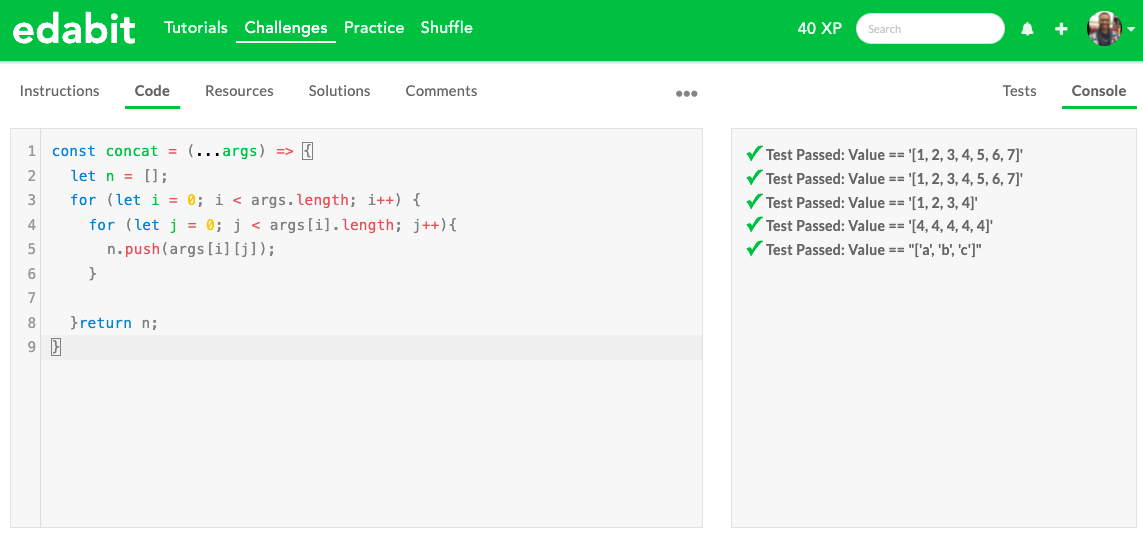 edabit Tutorials Challenges Practice Shuffle 40 XP Search
Instructions Code Resources Solutions Comments ••• Tests Console
1 const concat = (...args) => {
2   let n = [];
3   for (let i = 0; i < args.length; i++) {
4     for (let j = 0; j < args[i].length; j++){
5       n.push(args[i][j]);
6     }
7
8   }return n;
9 }
✔ Test Passed: Value == '[1, 2, 3, 4, 5, 6, 7]'
✔ Test Passed: Value == '[1, 2, 3, 4, 5, 6, 7]'
✔ Test Passed: Value == '[1, 2, 3, 4]'
✔ Test Passed: Value == '[4, 4, 4, 4, 4]'
✔ Test Passed: Value == "['a', 'b', 'c']"